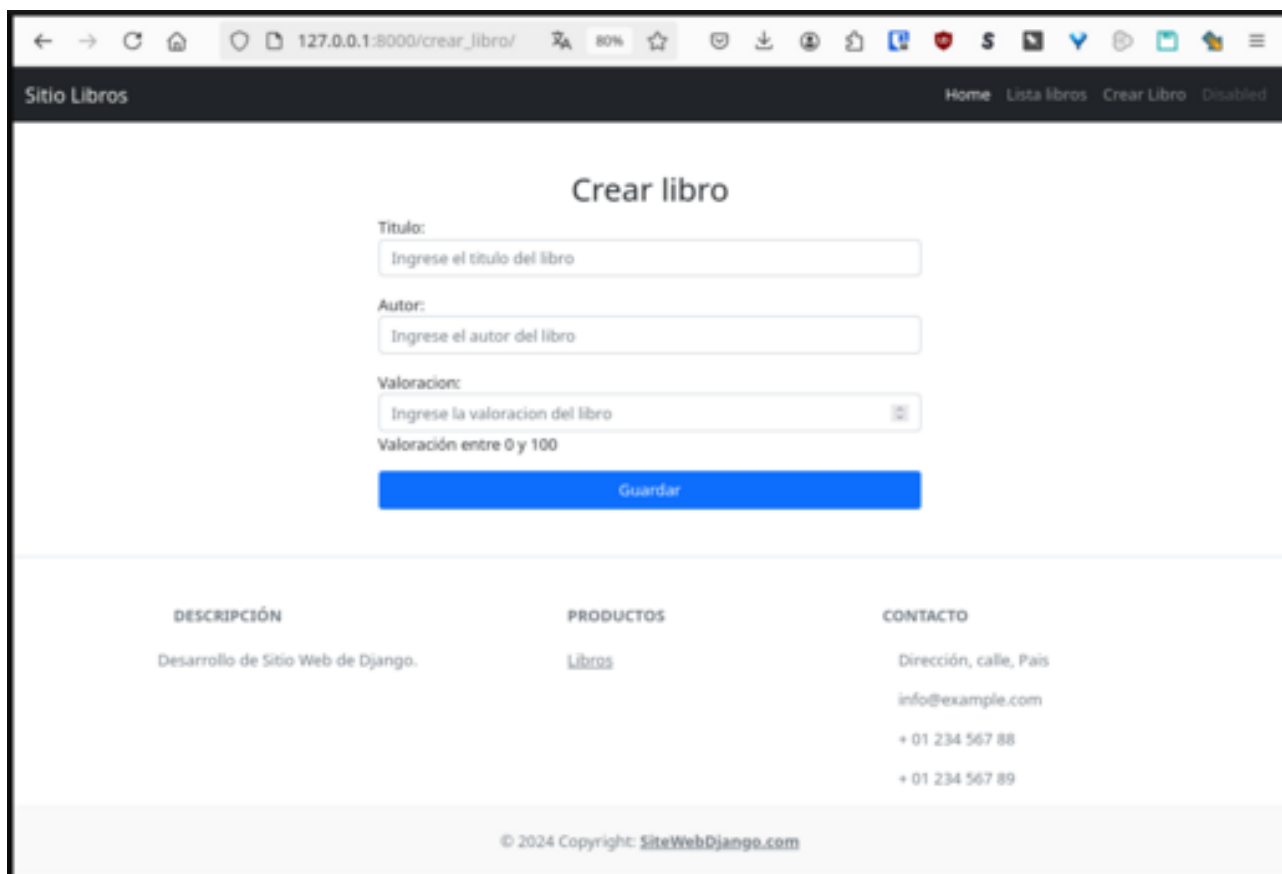 127.0.0.1:8000/crear_libro/ 80%
Sitio Libros Home Lista libros Crear Libro Disabled
Crear libro
Titulo:
Ingrese el titulo del libro
Autor:
Ingrese el autor del libro
Valoracion:
Ingrese la valoracion del libro
Valoración entre 0 y 100
Guardar
DESCRIPCIÓN PRODUCTOS CONTACTO
Desarrollo de Sitio Web de Django. Libros Dirección, calle, Pais
info@example.com
+ 01 234 567 88
+ 01 234 567 89
© 2024 Copyright: SiteWebDjango.com